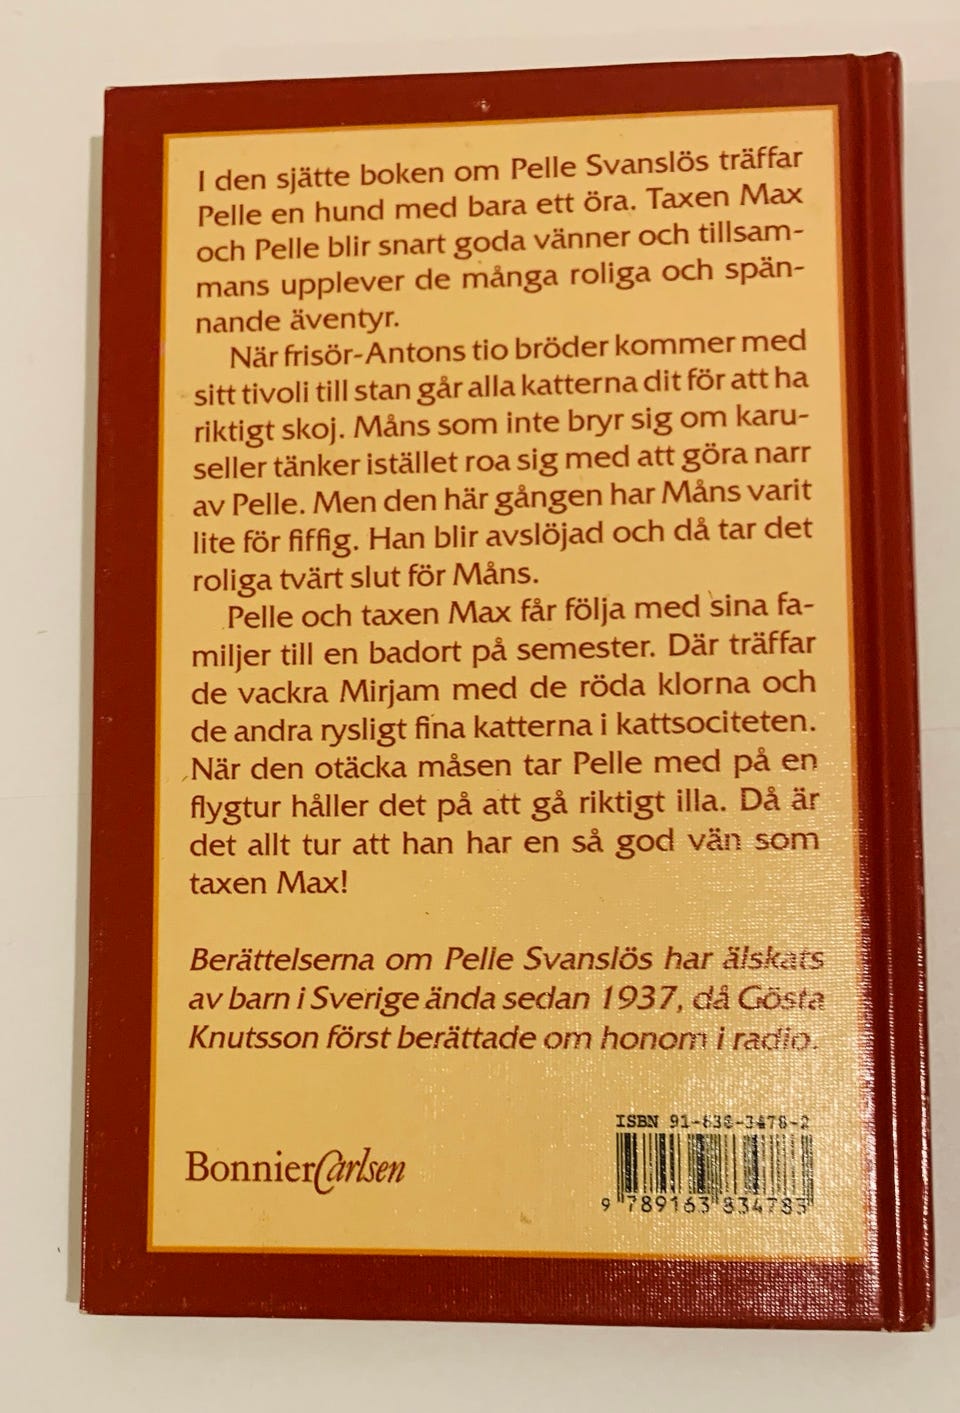 I den sjätte boken om Pelle Svanslös träffar
Pelle en hund med bara ett öra. Taxen Max
och Pelle blir snart goda vänner och tillsam-
mans upplever de många roliga och spän-
nande äventyr.
När frisör-Antons tio bröder kommer med
sitt tivoli till stan går alla katterna dit för att ha
riktigt skoj. Måns som inte bryr sig om karu-
seller tänker istället roa sig med att göra narr
av Pelle. Men den här gången har Måns varit
lite för fiffig. Han blir avslöjad och då tar det
roliga tvärt slut för Måns.
Pelle och taxen Max får följa med sina fa-
miljer till en badort på semester. Där träffar
de vackra Mirjam med de röda klorna och
de andra rysligt fina katterna i kattsociteten.
När den otäcka måsen tar Pelle med på en
flygtur håller det på att gå riktigt illa. Då är
det allt tur att han har en så god vän som
taxen Max!
Berättelserna om Pelle Svanslös har älskats
av barn i Sverige ända sedan 1937, då Gösta
Knutsson först berättade om honom i radio.
ISBN 91-638-3478-2
BonnierCarlsen
9 789163 834783